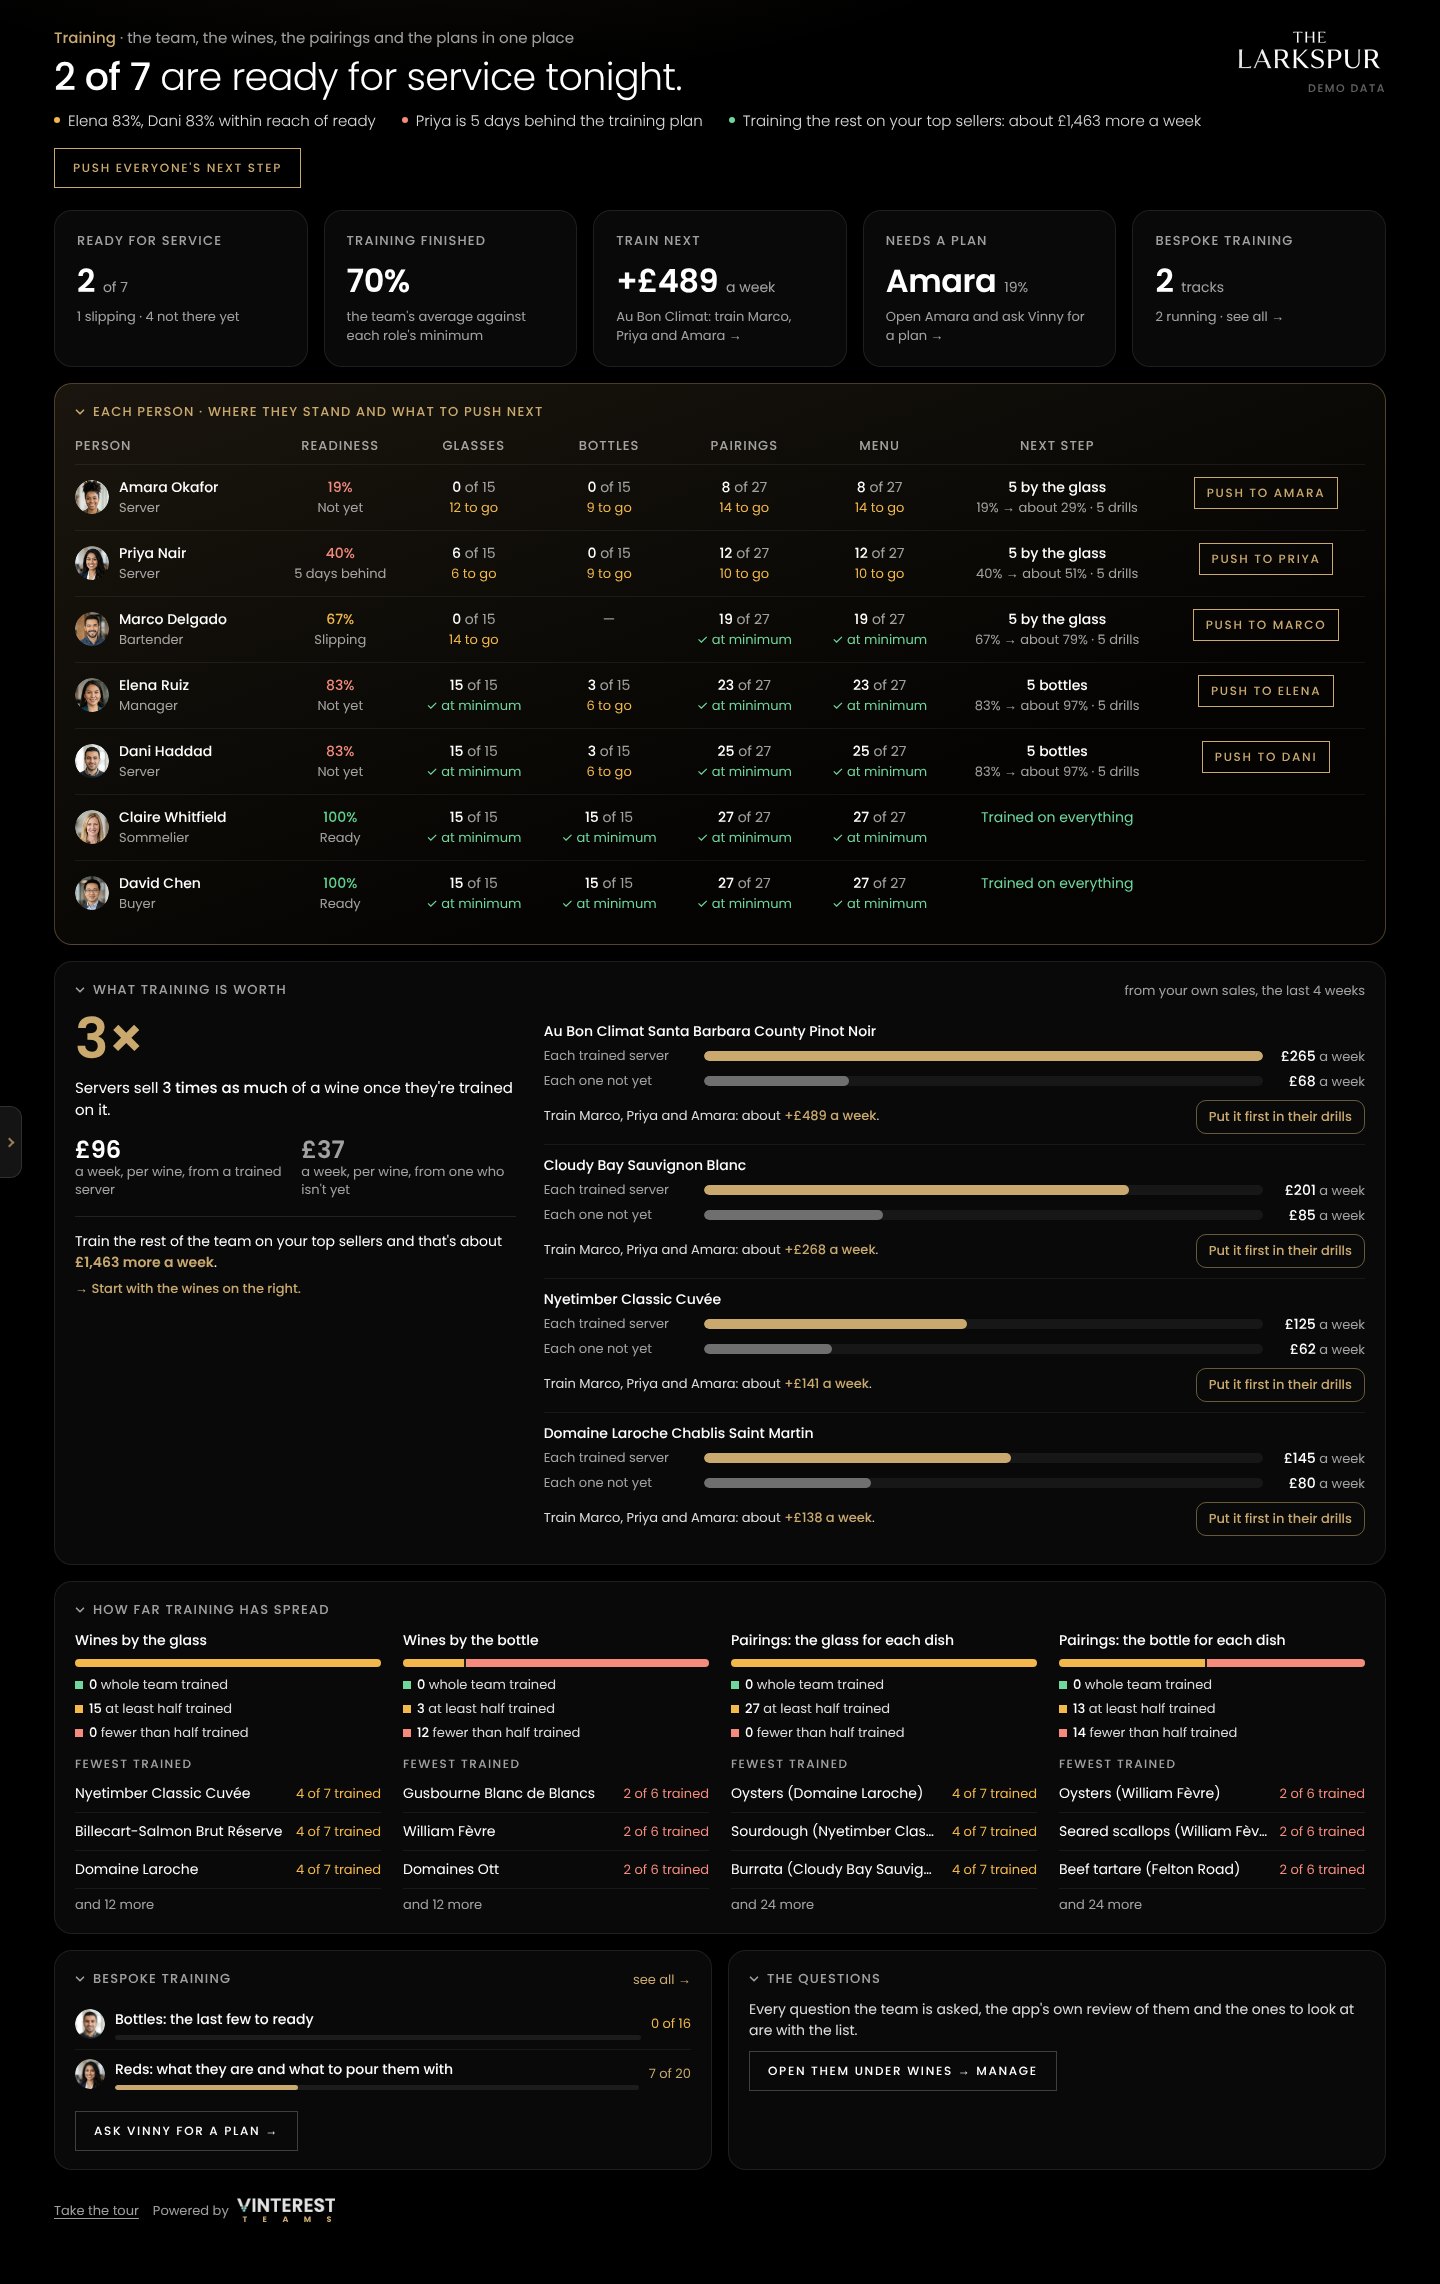 Training · the team, the wines, the pairings and the plans in one place
THE
LARKSPUR
DEMO DATA
2 of 7 are ready for service tonight.
Elena 83%, Dani 83% within reach of ready
Priya is 5 days behind the training plan
Training the rest on your top sellers: about £1,463 more a week
PUSH EVERYONE'S NEXT STEP
READY FOR SERVICE
2 of 7
1 slipping · 4 not there yet
TRAINING FINISHED
70%
the team's average against
each role's minimum
TRAIN NEXT
+£489 a week
Au Bon Climat: train Marco,
Priya and Amara →
NEEDS A PLAN
Amara 19%
Open Amara and ask Vinny for
a plan →
BESPOKE TRAINING
2 tracks
2 running · see all →
EACH PERSON · WHERE THEY STAND AND WHAT TO PUSH NEXT
PERSON READINESS GLASSES BOTTLES PAIRINGS MENU NEXT STEP
Amara Okafor 19% 0 of 15 0 of 15 8 of 27 8 of 27 5 by the glass PUSH TO AMARA
Server Not yet 12 to go 9 to go 14 to go 14 to go 19% → about 29% · 5 drills
Priya Nair 40% 6 of 15 0 of 15 12 of 27 12 of 27 5 by the glass PUSH TO PRIYA
Server 5 days behind 6 to go 9 to go 10 to go 10 to go 40% → about 51% · 5 drills
Marco Delgado 67% 0 of 15 — 19 of 27 19 of 27 5 by the glass PUSH TO MARCO
Bartender Slipping 14 to go ✓ at minimum ✓ at minimum 67% → about 79% · 5 drills
Elena Ruiz 83% 15 of 15 3 of 15 23 of 27 23 of 27 5 bottles PUSH TO ELENA
Manager Not yet ✓ at minimum 6 to go ✓ at minimum ✓ at minimum 83% → about 97% · 5 drills
Dani Haddad 83% 15 of 15 3 of 15 25 of 27 25 of 27 5 bottles PUSH TO DANI
Server Not yet ✓ at minimum 6 to go ✓ at minimum ✓ at minimum 83% → about 97% · 5 drills
Claire Whitfield 100% 15 of 15 15 of 15 27 of 27 27 of 27 Trained on everything
Sommelier Ready ✓ at minimum ✓ at minimum ✓ at minimum ✓ at minimum
David Chen 100% 15 of 15 15 of 15 27 of 27 27 of 27 Trained on everything
Buyer Ready ✓ at minimum ✓ at minimum ✓ at minimum ✓ at minimum
WHAT TRAINING IS WORTH
from your own sales, the last 4 weeks
3×
Servers sell 3 times as much of a wine once they're trained
on it.
£96
a week, per wine, from a trained
server
£37
a week, per wine, from one who
isn't yet
Train the rest of the team on your top sellers and that's about
£1,463 more a week.
→ Start with the wines on the right.
Au Bon Climat Santa Barbara County Pinot Noir
Each trained server £265 a week
Each one not yet £68 a week
Train Marco, Priya and Amara: about +£489 a week. Put it first in their drills
Cloudy Bay Sauvignon Blanc
Each trained server £201 a week
Each one not yet £85 a week
Train Marco, Priya and Amara: about +£268 a week. Put it first in their drills
Nyetimber Classic Cuvée
Each trained server £125 a week
Each one not yet £62 a week
Train Marco, Priya and Amara: about +£141 a week. Put it first in their drills
Domaine Laroche Chablis Saint Martin
Each trained server £145 a week
Each one not yet £80 a week
Train Marco, Priya and Amara: about +£138 a week. Put it first in their drills
HOW FAR TRAINING HAS SPREAD
Wines by the glass
0 whole team trained
15 at least half trained
0 fewer than half trained
FEWEST TRAINED
Nyetimber Classic Cuvée 4 of 7 trained
Billecart-Salmon Brut Réserve 4 of 7 trained
Domaine Laroche 4 of 7 trained
and 12 more
Wines by the bottle
0 whole team trained
3 at least half trained
12 fewer than half trained
FEWEST TRAINED
Gusbourne Blanc de Blancs 2 of 6 trained
William Fèvre 2 of 6 trained
Domaines Ott 2 of 6 trained
and 12 more
Pairings: the glass for each dish
0 whole team trained
27 at least half trained
0 fewer than half trained
FEWEST TRAINED
Oysters (Domaine Laroche) 4 of 7 trained
Sourdough (Nyetimber Clas... 4 of 7 trained
Burrata (Cloudy Bay Sauvig... 4 of 7 trained
and 24 more
Pairings: the bottle for each dish
0 whole team trained
13 at least half trained
14 fewer than half trained
FEWEST TRAINED
Oysters (William Fèvre) 2 of 6 trained
Seared scallops (William Fèv... 2 of 6 trained
Beef tartare (Felton Road) 2 of 6 trained
and 24 more
BESPOKE TRAINING
see all →
Bottles: the last few to ready 0 of 16
Reds: what they are and what to pour them with 7 of 20
ASK VINNY FOR A PLAN →
THE QUESTIONS
Every question the team is asked, the app's own review of them and the ones to look at
are with the list.
OPEN THEM UNDER WINES → MANAGE
Take the tour Powered by VINTEREST
TEAMS